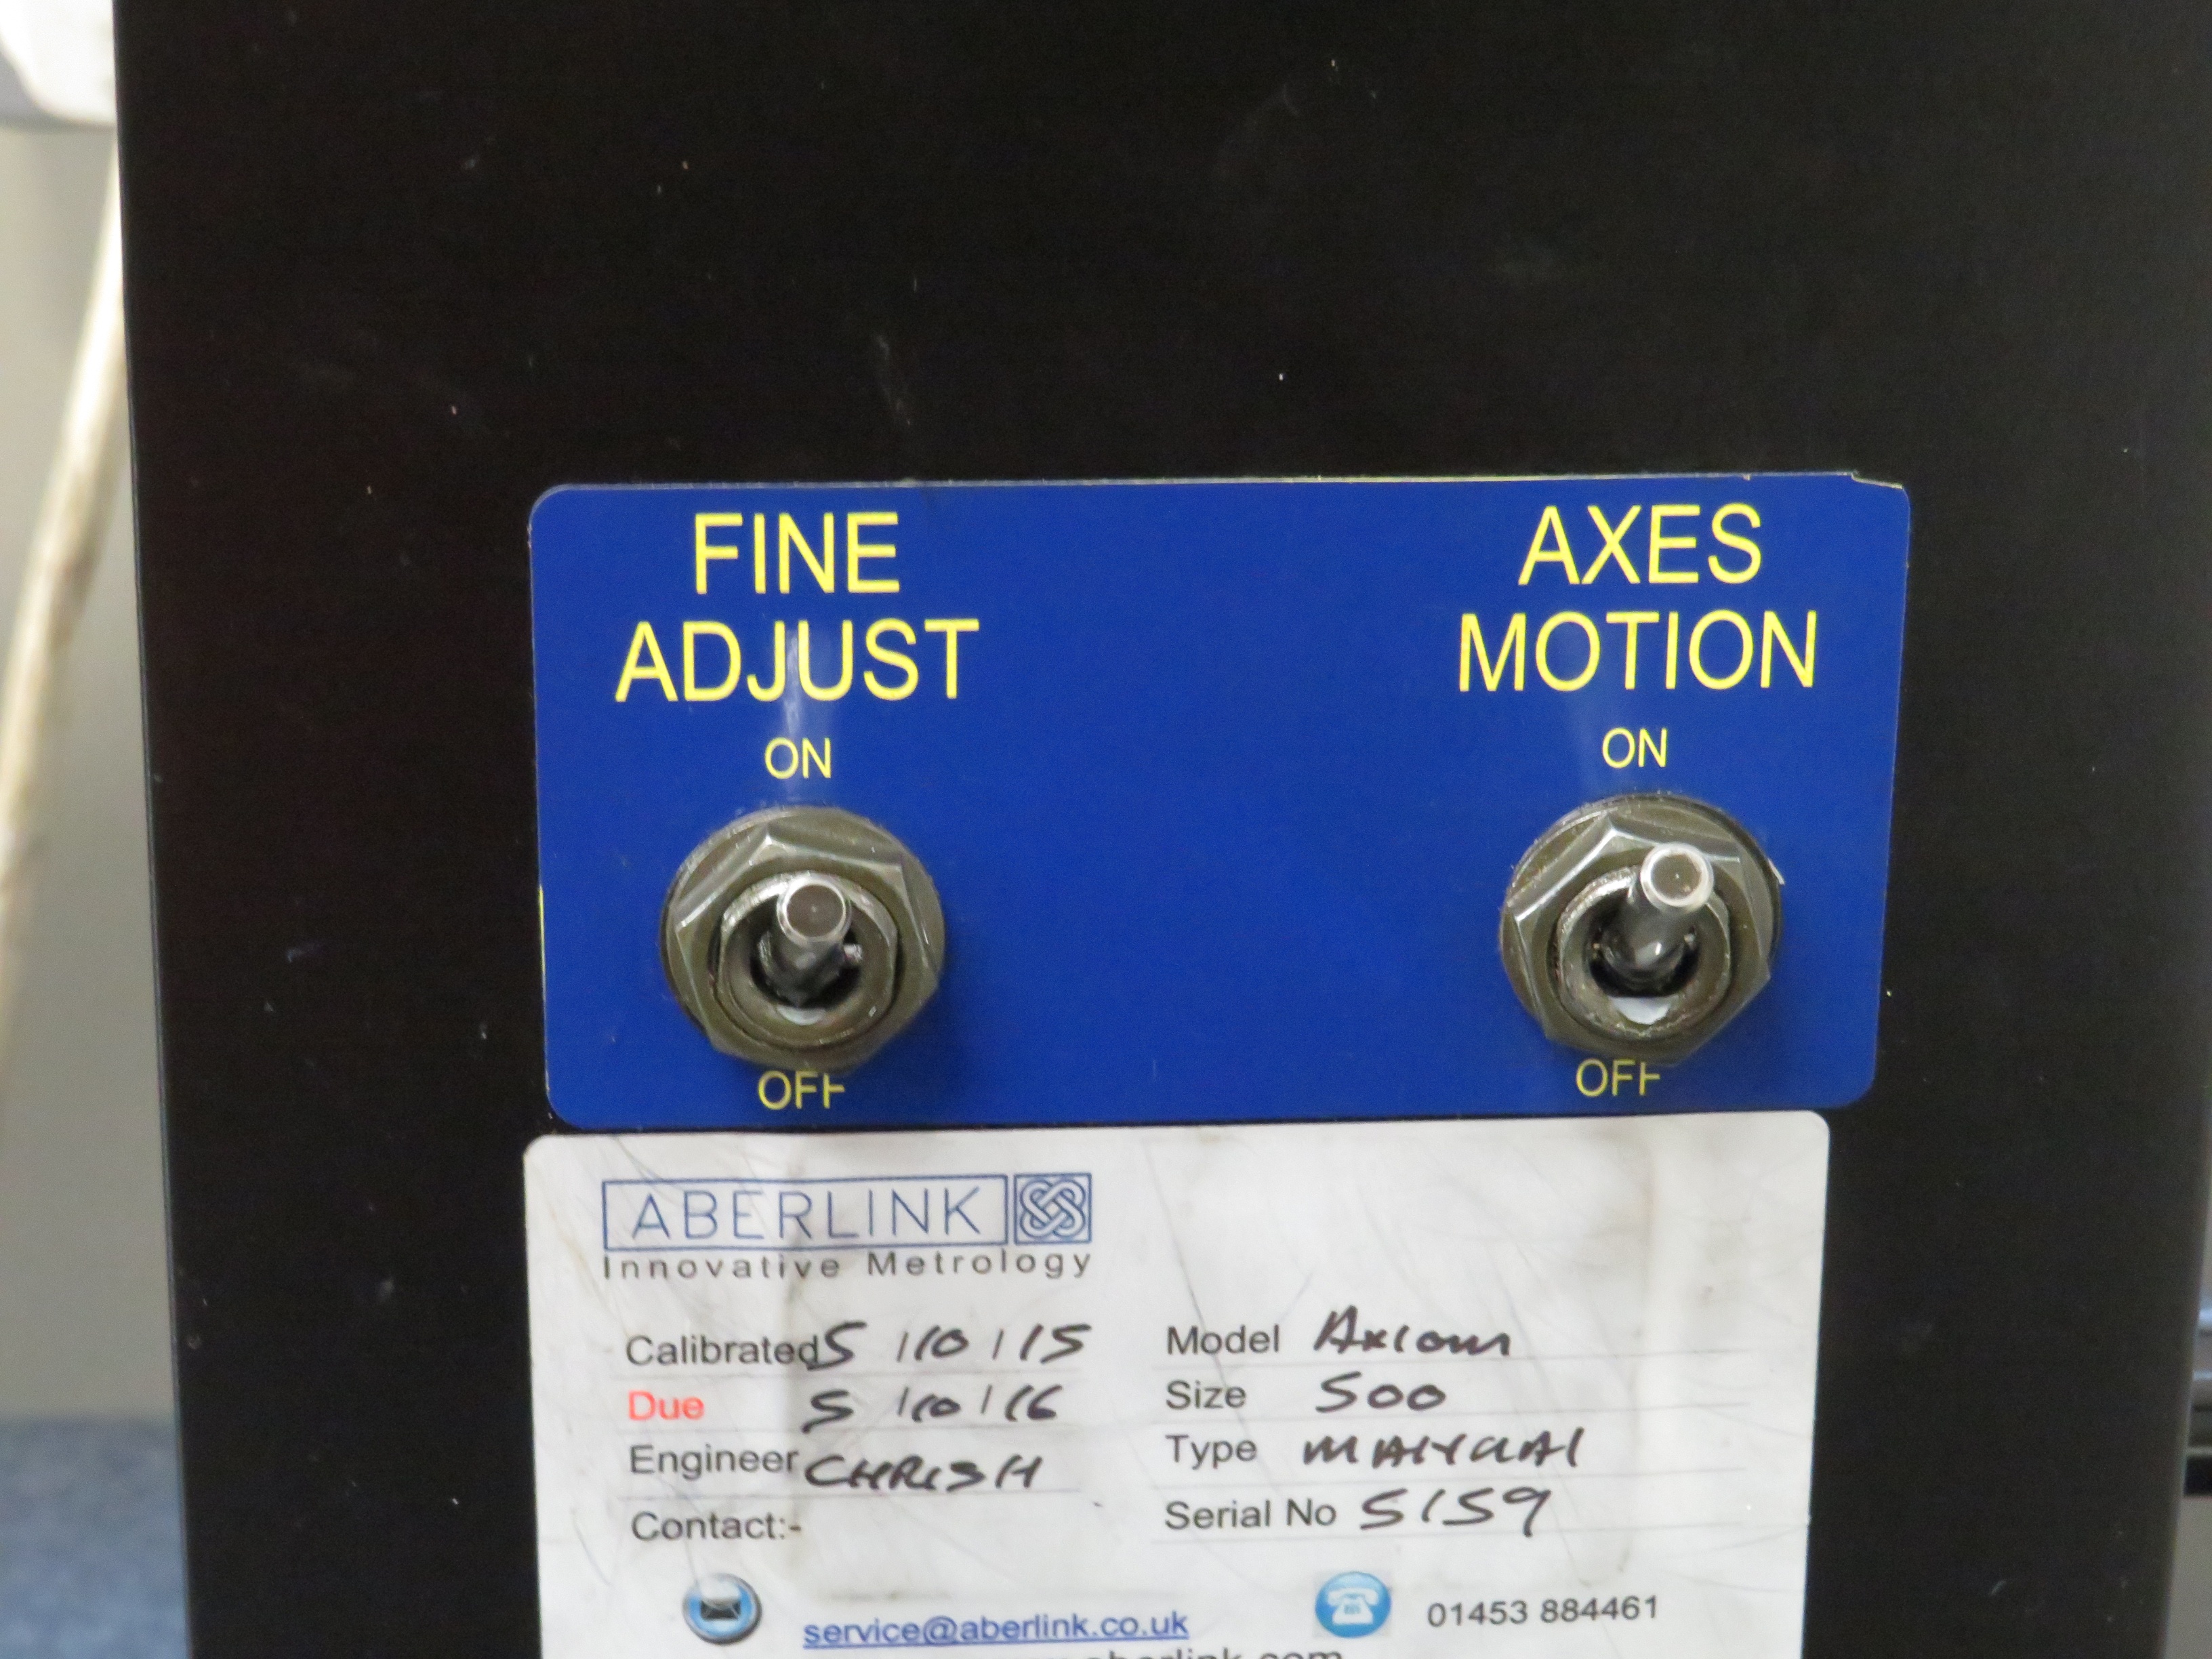 FINE
ADJUST
ON
OFF
AXES
MOTION
ON
OFF
ABERLINK
Innovative Metrology
Calibrated 5/10/15
Due 5/10/16
Engineer CHRIS H
Contact:-
Model Axiom
Size 500
Type MANUAl
Serial No 5159
service@aberlink.co.uk
01453 884461